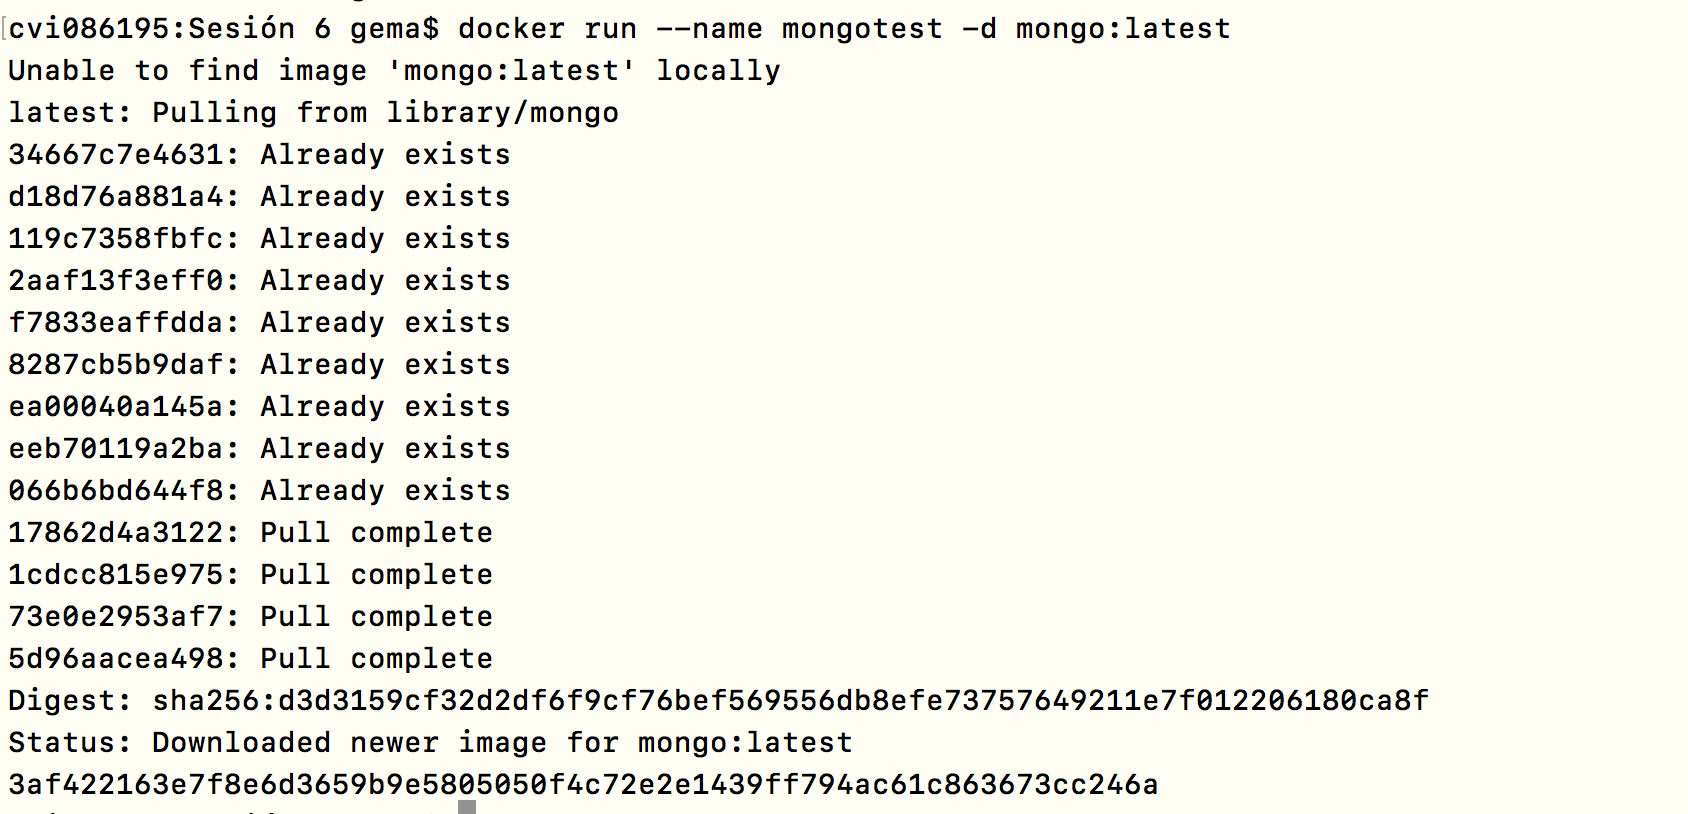 cvi086195:Sesión 6 gema$ docker run --name mongotest -d mongo:latest
Unable to find image 'mongo:latest' locally
latest: Pulling from library/mongo
34667c7e4631: Already exists
d18d76a881a4: Already exists
119c7358fbfc: Already exists
2aaf13f3eff0: Already exists
f7833eaffdda: Already exists
8287cb5b9daf: Already exists
ea00040a145a: Already exists
eeb70119a2ba: Already exists
066b6bd644f8: Already exists
17862d4a3122: Pull complete
1cdcc815e975: Pull complete
73e0e2953af7: Pull complete
5d96aacea498: Pull complete
Digest: sha256:d3d3159cf32d2df6f9cf76bef569556db8efe73757649211e7f012206180ca8f
Status: Downloaded newer image for mongo:latest
3af422163e7f8e6d3659b9e5805050f4c72e2e1439ff794ac61c863673cc246a